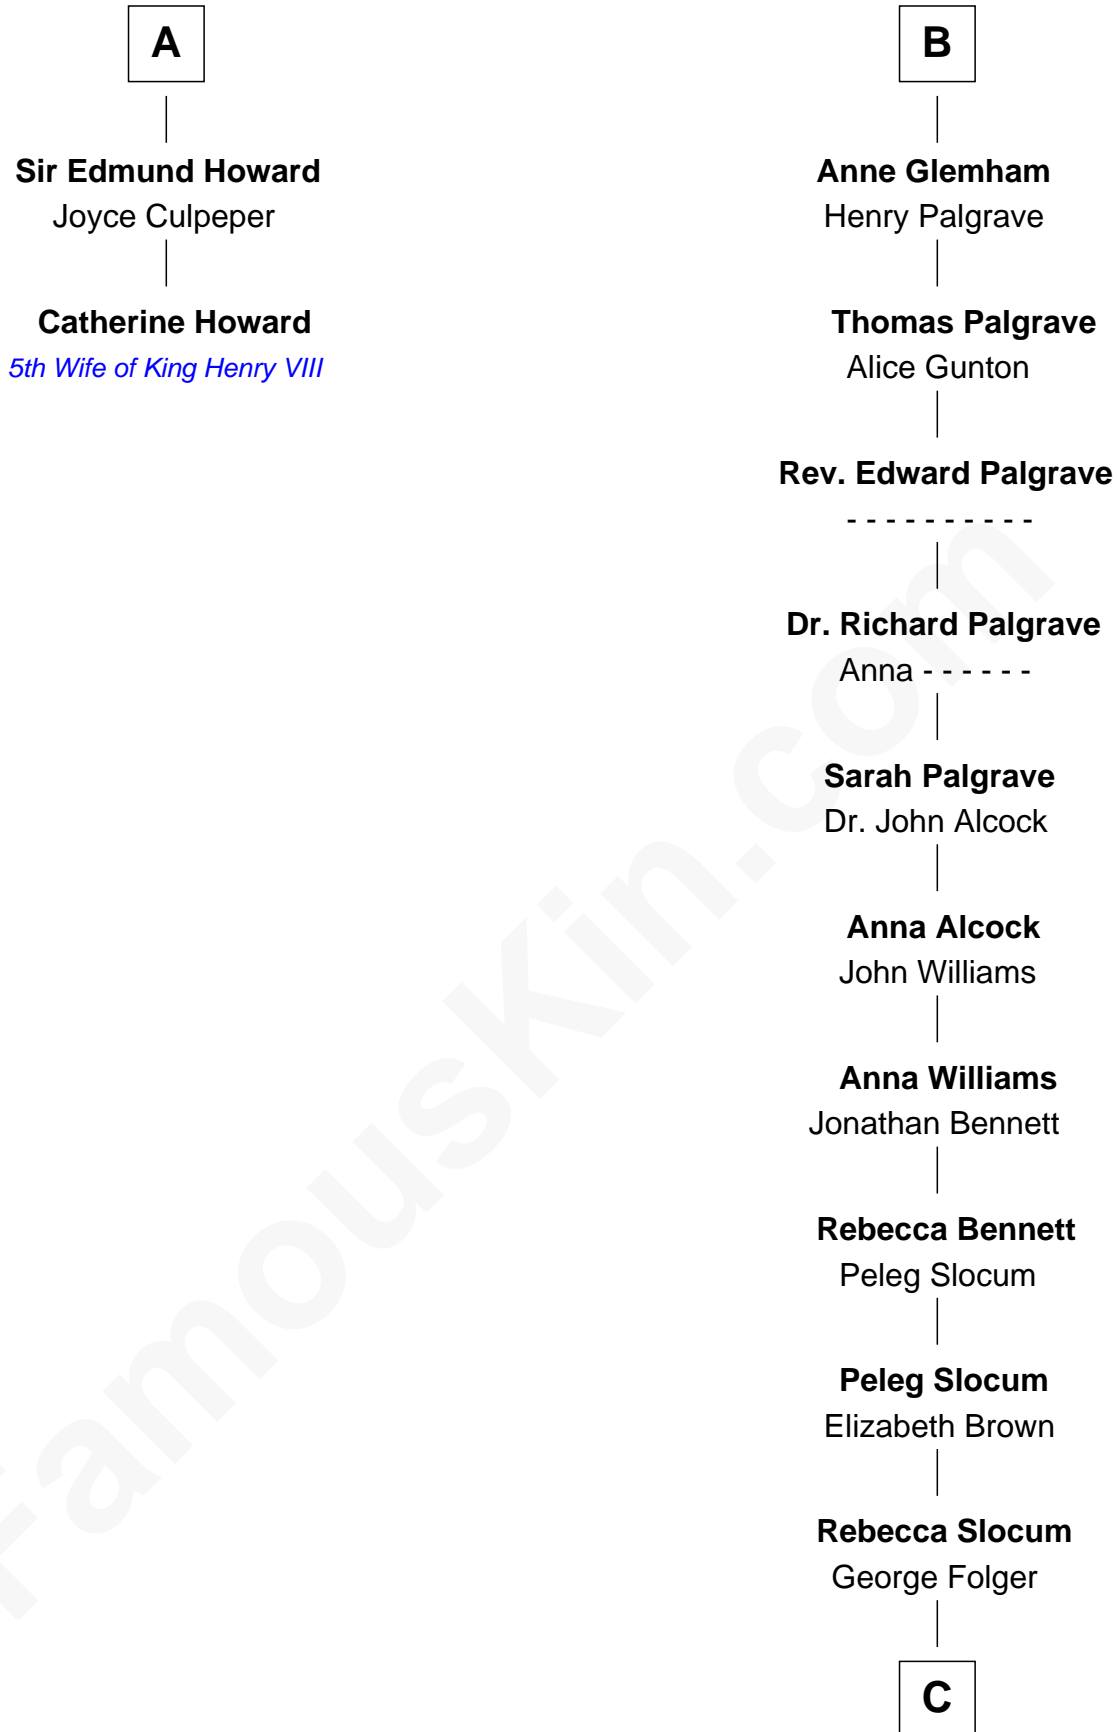 A
Sir Edmund Howard
Joyce Culpeper
Catherine Howard
5th Wife of King Henry VIII
B
Anne Glemham
Henry Palgrave
Thomas Palgrave
Alice Gunton
Rev. Edward Palgrave
- - - - - - - - - -
Dr. Richard Palgrave
Anna - - - - - -
Sarah Palgrave
Dr. John Alcock
Anna Alcock
John Williams
Anna Williams
Jonathan Bennett
Rebecca Bennett
Peleg Slocum
Peleg Slocum
Elizabeth Brown
Rebecca Slocum
George Folger
C
FamousKin.com